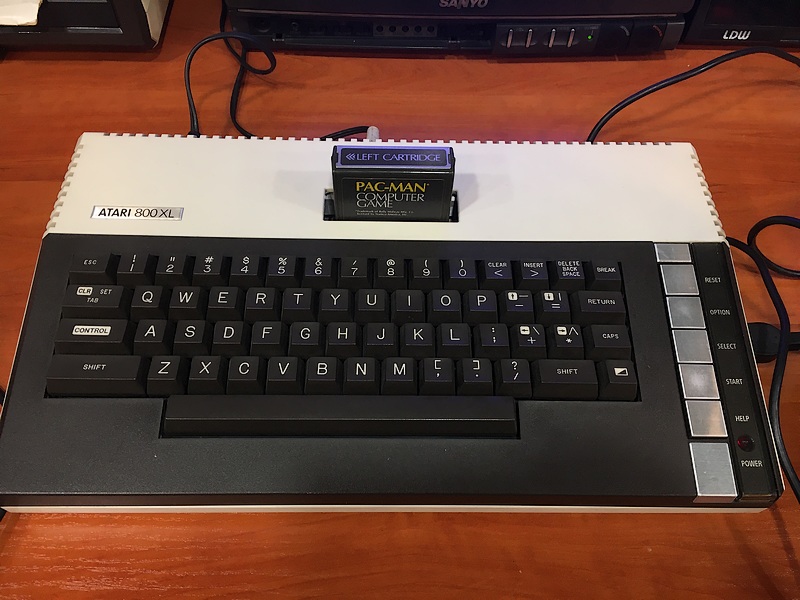 SANYO
LDW
LEFT CARTRIDGE
PAC-MAN
COMPUTER
GAME
ATARI 800XL
ESC ! 1 " 2 # 3 $ 4 % 5 & 6 ' 7 @ 8 ( 9 ) 0 CLEAR < INSERT > DELETE BACK SPACE BREAK
CLR SET TAB Q W E R T Y U I O P RETURN
CONTROL A S D F G H J K L : ; \ + ^ * CAPS
SHIFT Z X C V B N M [ , ] . ? / SHIFT
RESET
OPTION
SELECT
START
HELP
POWER